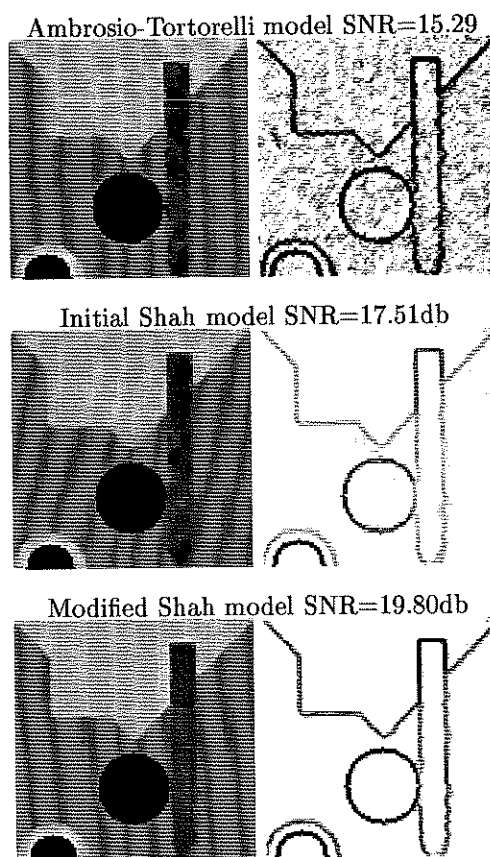 Ambrosio-Tortorelli model SNR=15.29
Initial Shah model SNR=17.51db
Modified Shah model SNR=19.80db